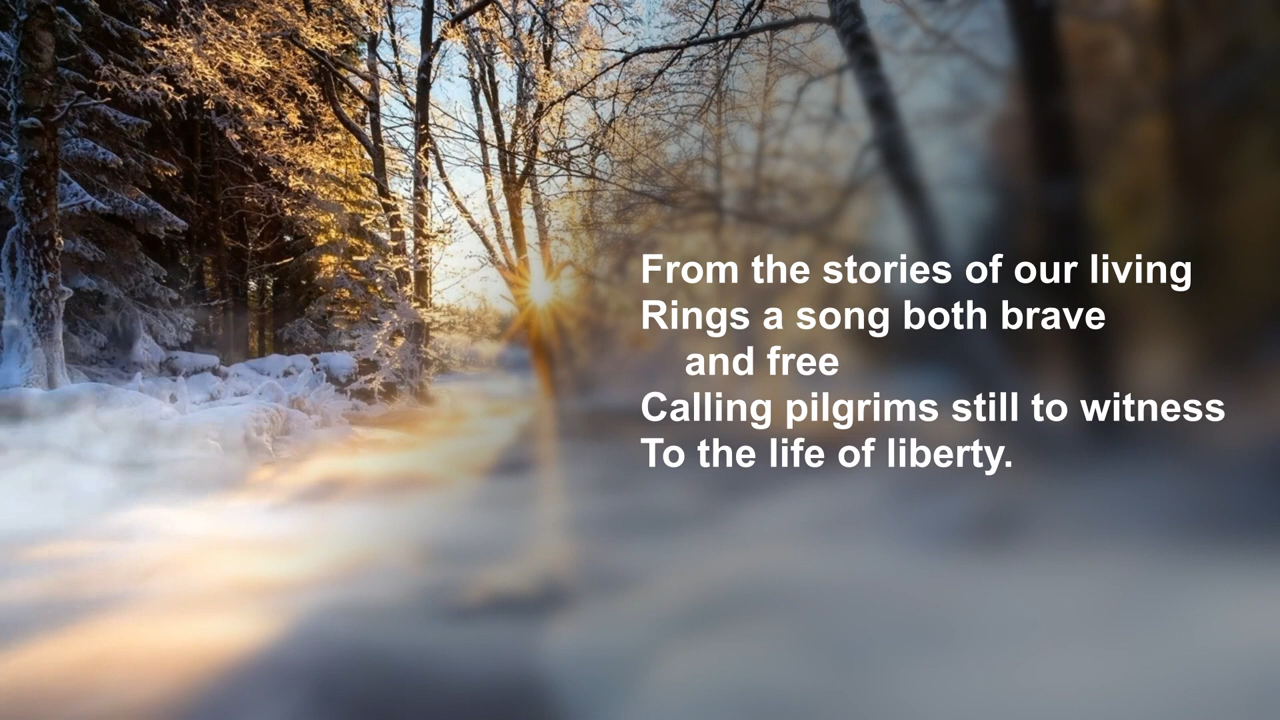 From the stories of our living
Rings a song both brave
and free
Calling pilgrims still to witness
To the life of liberty.